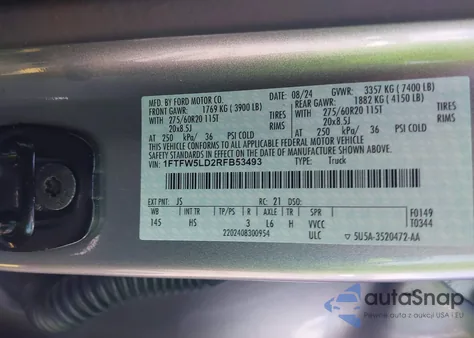 MFD. BY FORD MOTOR CO.
08/24 GVWR: 3357 KG ( 7400 LB)
FRONT GAWR: 1769 KG (3900 LB) REAR GAWR: 1882 KG ( 4150 LB)
275/60R20 115T TIRES 275/60R20 115T TIRES
20x8.5J RIMS 20x8.5J RIMS
AT 250 kPa/ 36 PSI COLD AT 250 kPa/ 36 PSI COLD
THIS VEHICLE CONFORMS TO ALL APPLICABLE FEDERAL MOTOR VEHICLE
SAFETY STANDARDS IN EFFECT ON THE DATE OF MANUFACTURE SHOWN
ABOVE.
VIN: 1FTFW5LD2RFB53493 TYPE: Truck
EXT PNT: JS RC: 21 DSO:
WB INT TR TP/PS R AXLE TR SPR F0149
145 HS 3 L6 H VVCC T0344
2202408300954 ULC 5U5A-3520472-AA
autoSnap